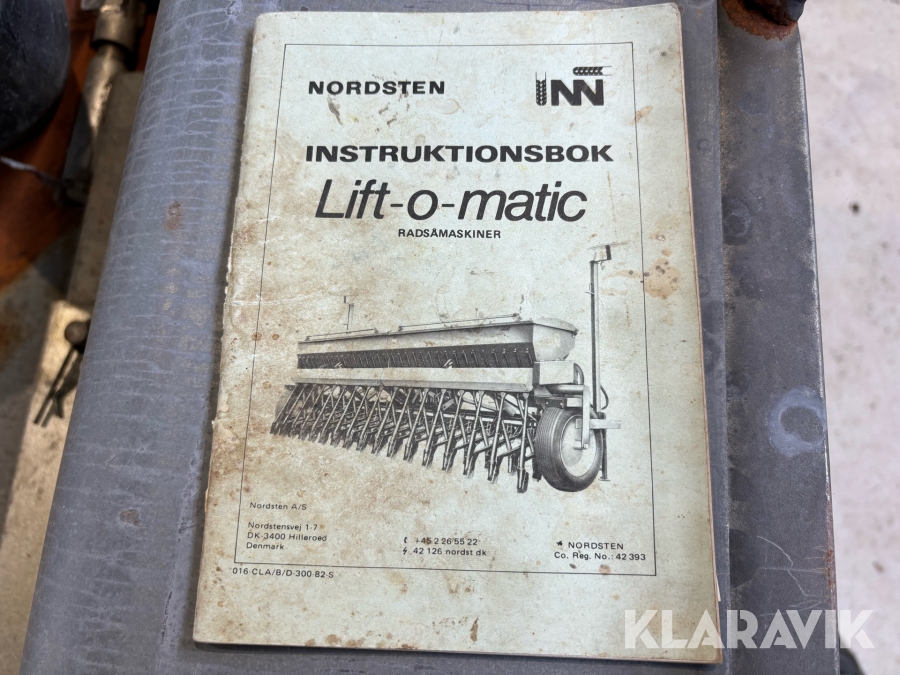 NORDSTEN
NN
INSTRUKTIONSBOK
Lift-o-matic
RADSÅMASKINER
Nordsten A/S
Nordstensvej 1-7
DK-3400 Hilleroed
Denmark
+45 2 26 55 22
42 126 nordst dk
NORDSTEN
Co. Reg. No.: 42 393
016-CLA/B/D-300-82-S
KLARAVIK